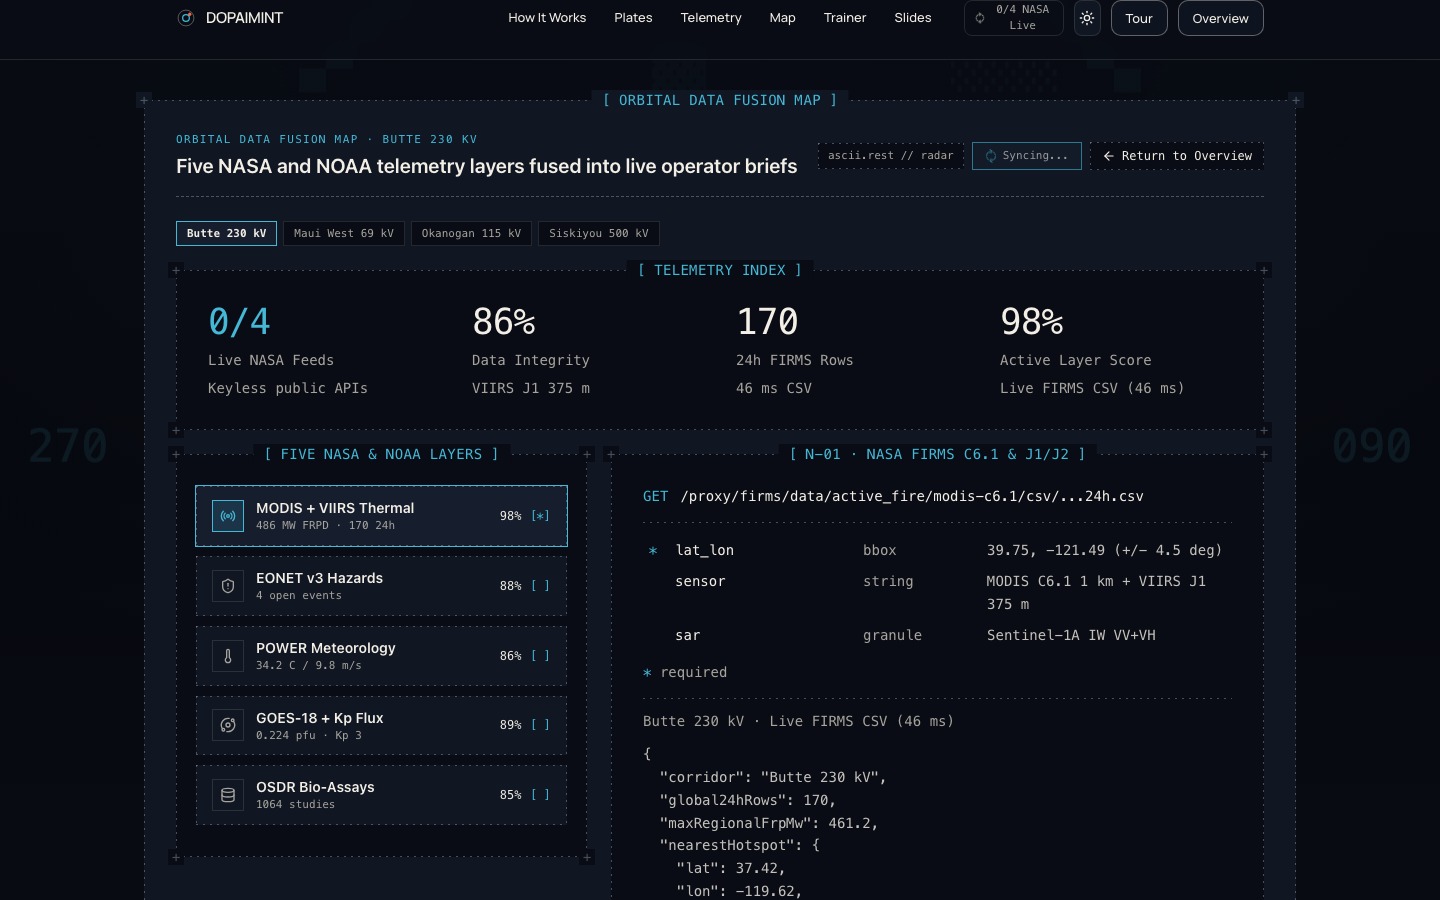 DOPAIMINT
How It Works
Plates
Telemetry
Map
Trainer
Slides
0/4 NASA
Live
Tour
Overview
[ ORBITAL DATA FUSION MAP ]
ORBITAL DATA FUSION MAP · BUTTE 230 KV
Five NASA and NOAA telemetry layers fused into live operator briefs
ascii.rest // radar
Syncing...
← Return to Overview
Butte 230 kV
Maui West 69 kV
Okanogan 115 kV
Siskiyou 500 kV
[ TELEMETRY INDEX ]
0/4
Live NASA Feeds
Keyless public APIs
86%
Data Integrity
VIIRS J1 375 m
170
24h FIRMS Rows
46 ms CSV
98%
Active Layer Score
Live FIRMS CSV (46 ms)
270
090
[ FIVE NASA & NOAA LAYERS ]
MODIS + VIIRS Thermal
486 MW FRPD · 170 24h
98% [*]
EONET v3 Hazards
4 open events
88% [ ]
POWER Meteorology
34.2 C / 9.8 m/s
86% [ ]
GOES-18 + Kp Flux
0.224 pfu · Kp 3
89% [ ]
OSDR Bio-Assays
1064 studies
85% [ ]
[ N-01 · NASA FIRMS C6.1 & J1/J2 ]
GET /proxy/firms/data/active_fire/modis-c6.1/csv/...24h.csv
* lat_lon bbox 39.75, -121.49 (+/- 4.5 deg)
sensor string MODIS C6.1 1 km + VIIRS J1
375 m
sar granule Sentinel-1A IW VV+VH
* required
Butte 230 kV · Live FIRMS CSV (46 ms)
{
"corridor": "Butte 230 kV",
"global24hRows": 170,
"maxRegionalFrpMw": 461.2,
"nearestHotspot": {
"lat": 37.42,
"lon": -119.62,